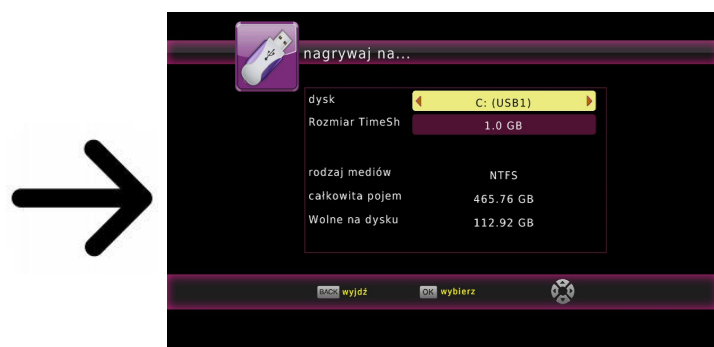 nagrywaj na...
dysk C: (USB1)
Rozmiar TimeSh 1.0 GB
rodzaj mediów NTFS
całkowita pojem 465.76 GB
Wolne na dysku 112.92 GB
BACK wyjdź OK wybierz